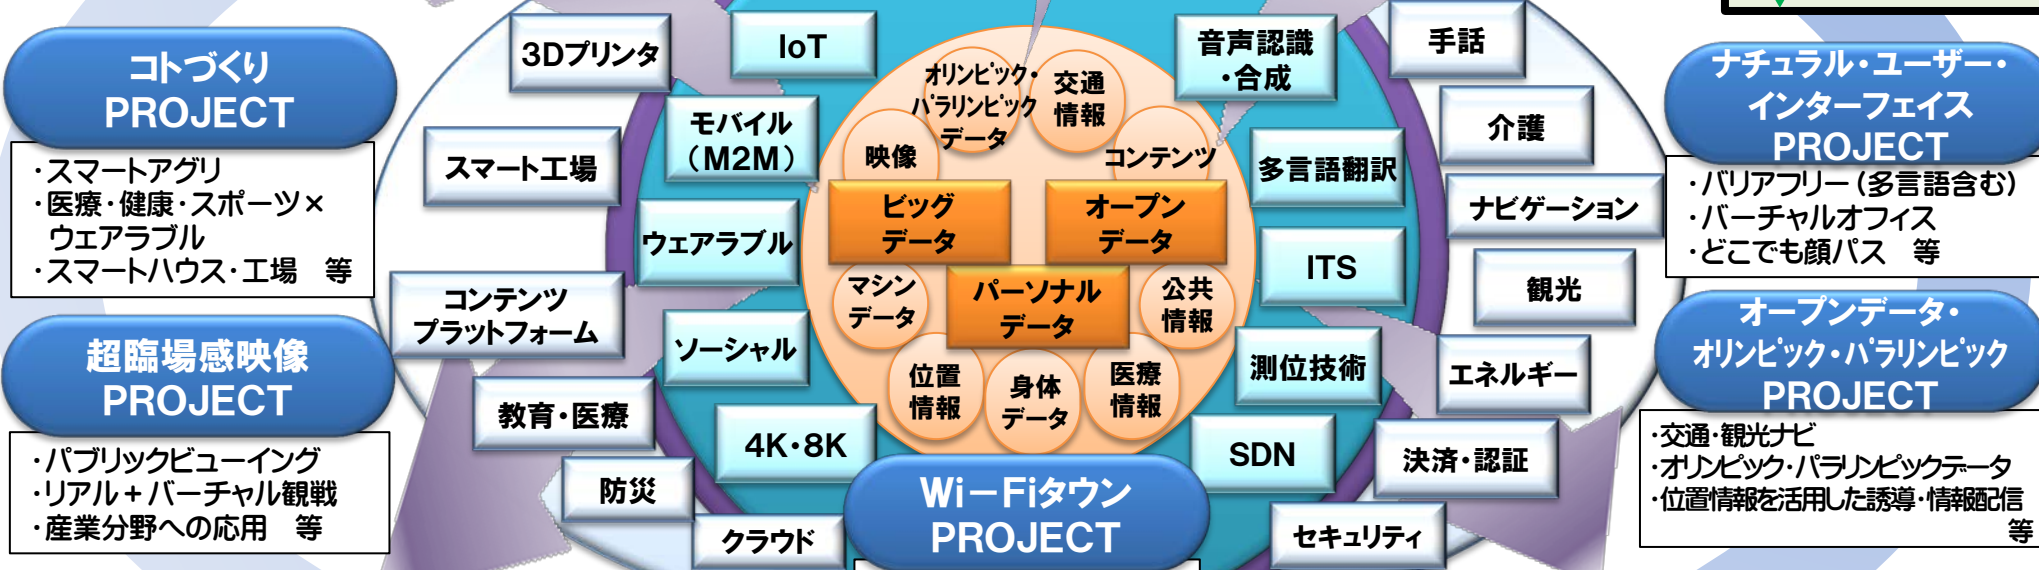 コトづくり
PROJECT
・スマートアグリ
・医療・健康・スポーツ×
ウェアラブル
・スマートハウス・工場　等
超臨場感映像
PROJECT
・パブリックビューイング
・リアル+バーチャル観戦
・産業分野への応用　等
3Dプリンタ
スマート工場
コンテンツ
プラットフォーム
教育・医療
防災
クラウド
IoT
モバイル
(M2M)
ウェアラブル
ソーシャル
4K・8K
オリンピック・
パラリンピック
データ
交通
情報
映像
コンテンツ
ビッグ
データ
オープン
データ
パーソナル
データ
マシン
データ
公共
情報
位置
情報
身体
データ
医療
情報
Wi-Fiタウン
PROJECT
音声認識
・合成
多言語翻訳
ITS
測位技術
SDN
手話
介護
ナビゲーション
観光
エネルギー
決済・認証
セキュリティ
ナチュラル・ユーザー・
インターフェイス
PROJECT
・バリアフリー(多言語含む)
・バーチャルオフィス
・どこでも顔パス　等
オープンデータ・
オリンピック・パラリンピック
PROJECT
・交通・観光ナビ
・オリンピック・パラリンピックデータ
・位置情報を活用した誘導・情報配信
等